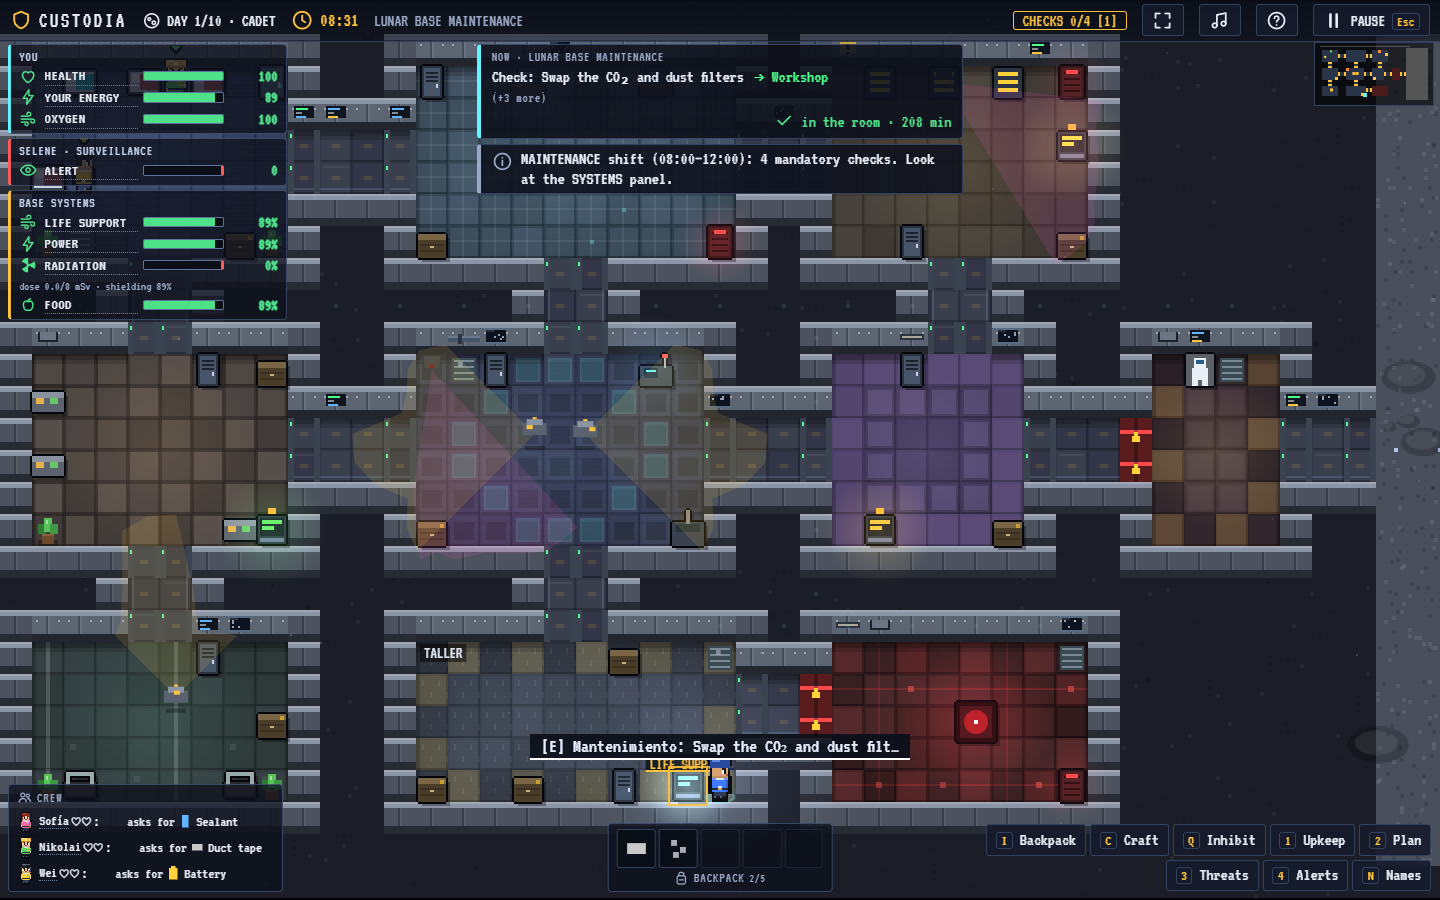 CUSTODIA
DAY 1/10 · CADET
08:31
LUNAR BASE MAINTENANCE
CHECKS 0/4 [1]
PAUSE Esc
YOU
HEALTH 100
YOUR ENERGY 89
OXYGEN 100
SELENE · SURVEILLANCE
ALERT 0
BASE SYSTEMS
LIFE SUPPORT 89%
POWER 89%
RADIATION 0%
dose 0.0/8 mSv · shielding 89%
FOOD 89%
NOW · LUNAR BASE MAINTENANCE
Check: Swap the CO₂ and dust filters → Workshop
(+3 more)
in the room · 208 min
MAINTENANCE shift (08:00–12:00): 4 mandatory checks. Look
at the SYSTEMS panel.
TALLER
[E] Mantenimiento: Swap the CO₂ and dust filt…
LIFE SUPP
CREW
Sofia♡♡: asks for Sealant
Nikolai♡♡: asks for Duct tape
Wei♡♡: asks for Battery
BACKPACK 2/5
I Backpack
C Craft
Q Inhibit
1 Upkeep
2 Plan
3 Threats
4 Alerts
N Names